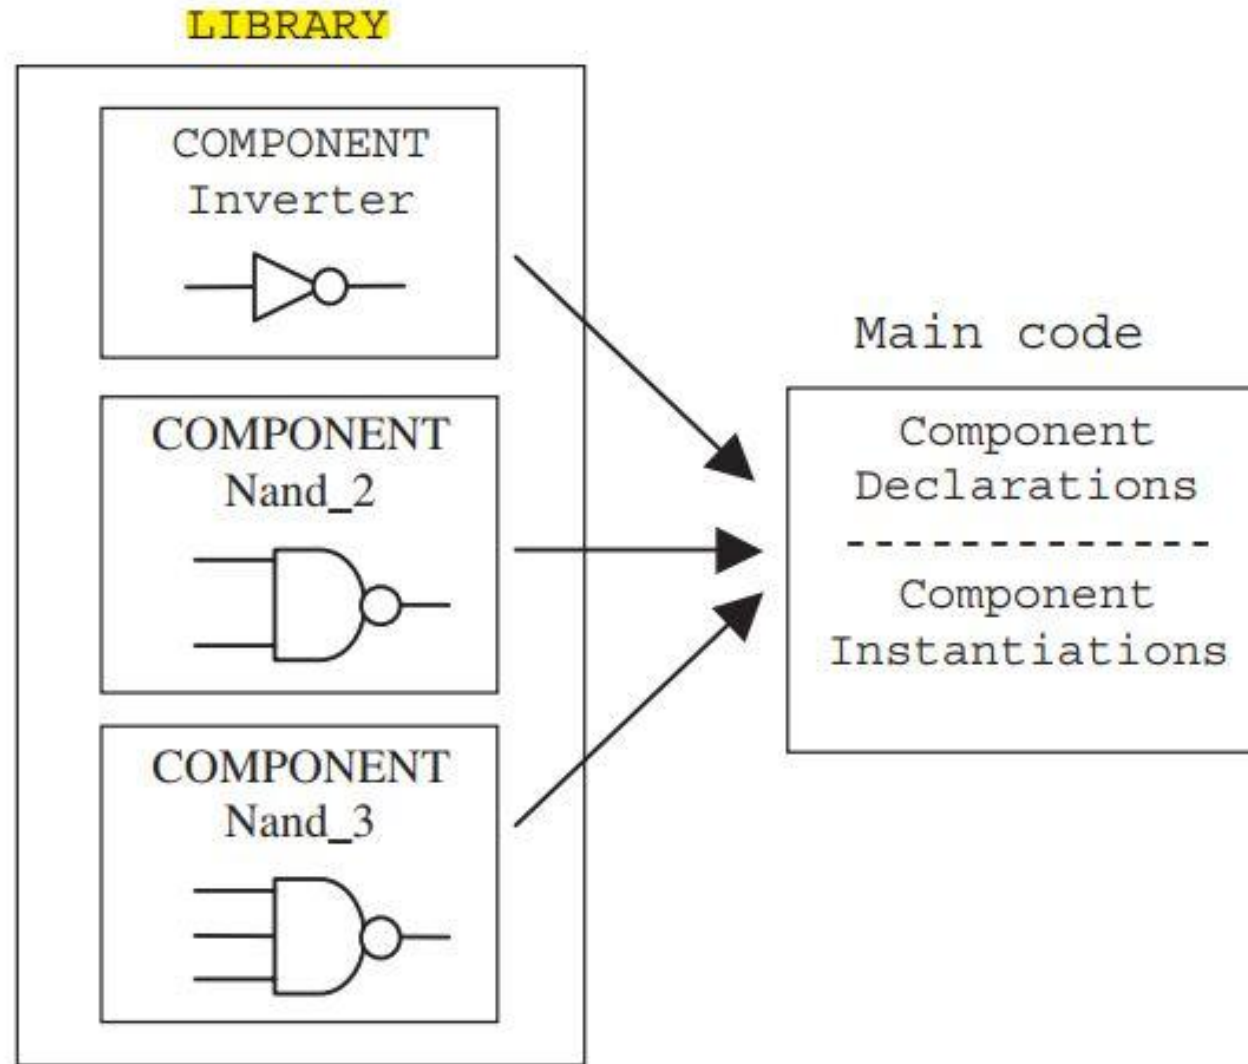 LIBRARY
COMPONENT
Inverter
COMPONENT
Nand_2
COMPONENT
Nand_3
Main code
Component
Declarations
-------------
Component
Instantiations